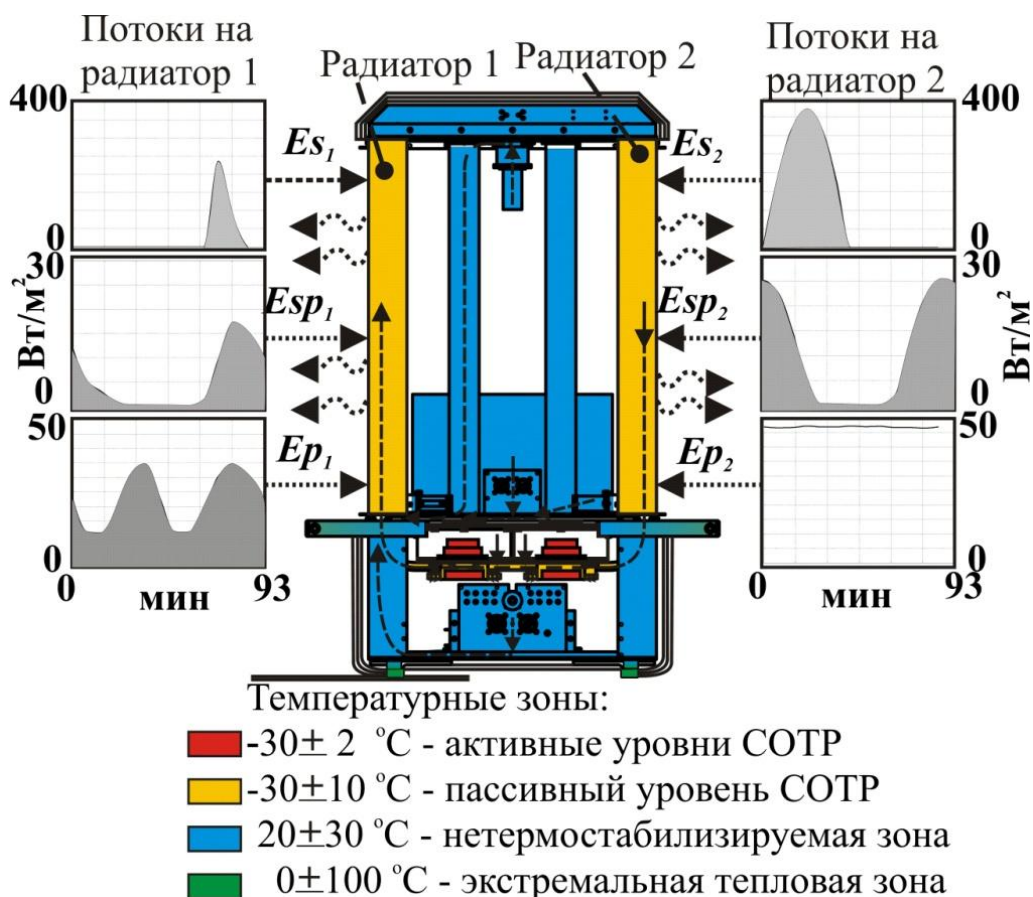 Потоки на
радиатор 1
Радиатор 1
Радиатор 2
Потоки на
радиатор 2
400
0
30
Вт/м²
0
50
0
0
93
мин
Es₁
Esp₁
Ep₁
Es₂
Esp₂
Ep₂
400
0
30
Вт/м²
0
50
0
0
93
мин
Температурные зоны:
-30± 2 °C - активные уровни СОТР
-30±10 °C - пассивный уровень СОТР
20±30 °C - нетермостабилизируемая зона
0±100 °C - экстремальная тепловая зона